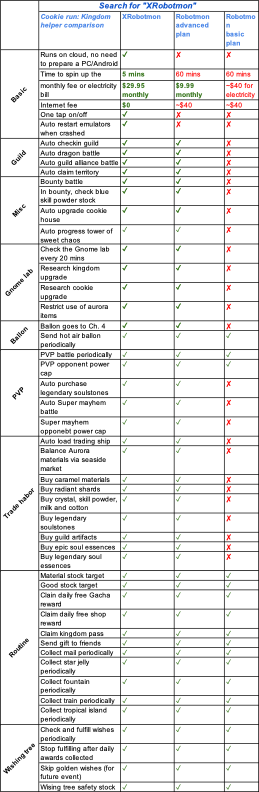 Search for "XRobotmon"
Cookie run: Kingdom helper comparison XRobotmon Robotmon advanced plan Robotmon basic plan
Basic
Runs on cloud, no need to prepare a PC/Android ✓ ✗ ✗
Time to spin up the 5 mins 60 mins 60 mins
monthly fee or electricity bill $29.95 monthly $9.99 monthly ~$40 for electricity
Internet fee $0 ~$40 ~$40
One tap on/off ✓ ✗ ✗
Auto restart emulators when crashed ✓ ✗ ✗
Guild
Auto checkin guild ✓ ✓ ✗
Auto dragon battle ✓ ✓ ✗
Auto guild alliance battle ✓ ✓ ✗
Auto claim territory ✓ ✓ ✗
Misc
Bounty battle ✓ ✓ ✗
In bounty, check blue skill powder stock ✓ ✓ ✗
Auto upgrade cookie house ✓ ✓ ✗
Auto progress tower of sweet chaos ✓ ✓ ✗
Gnome lab
Check the Gnome lab every 20 mins ✓ ✓ ✗
Research kingdom upgrade ✓ ✓ ✗
Research cookie upgrade ✓ ✓ ✗
Restrict use of aurora items ✓ ✓ ✗
Ballon
Ballon goes to Ch. 4 ✓ ✓ ✗
Send hot air ballon periodically ✓ ✓ ✓
PVP
PVP battle periodically ✓ ✓ ✓
PVP opponent power cap ✓ ✓ ✓
Auto purchase legendary soulstones ✓ ✓ ✗
Auto Super mayhem battle ✓ ✓ ✗
Super mayhem opponebt power cap ✓ ✓ ✗
Trade habor
Auto load trading ship ✓ ✓ ✗
Balance Aurora materials via seaside market ✓ ✓ ✗
Buy caramel materials ✓ ✓ ✗
Buy radiant shards ✓ ✓ ✗
Buy crystal, skill powder, milk and cotton ✓ ✓ ✗
Buy legendary soulstones ✓ ✓ ✗
Buy guild artifacts ✓ ✓ ✗
Buy epic soul essences ✓ ✓ ✗
Buy legendary soul essences ✓ ✓ ✗
Routine
Material stock target ✓ ✓ ✓
Good stock target ✓ ✓ ✓
Clain daily free Gacha reward ✓ ✓ ✓
Claim daily free shop reward ✓ ✓ ✓
Claim kingdom pass ✓ ✓ ✓
Send gift to friends ✓ ✓ ✓
Collect mail periodically ✓ ✓ ✓
Collect star jelly periodically ✓ ✓ ✓
Collect fountain periodically ✓ ✓ ✓
Collect train periodically ✓ ✓ ✓
Collect tropical island periodically ✓ ✓ ✓
Wishing tree
Check and fulfill wishes periodically ✓ ✓ ✓
Stop fulfilling after daily awards collected ✓ ✓ ✓
Skip golden wishes (for future event) ✓ ✓ ✓
Wising tree safety stock ✓ ✓ ✓